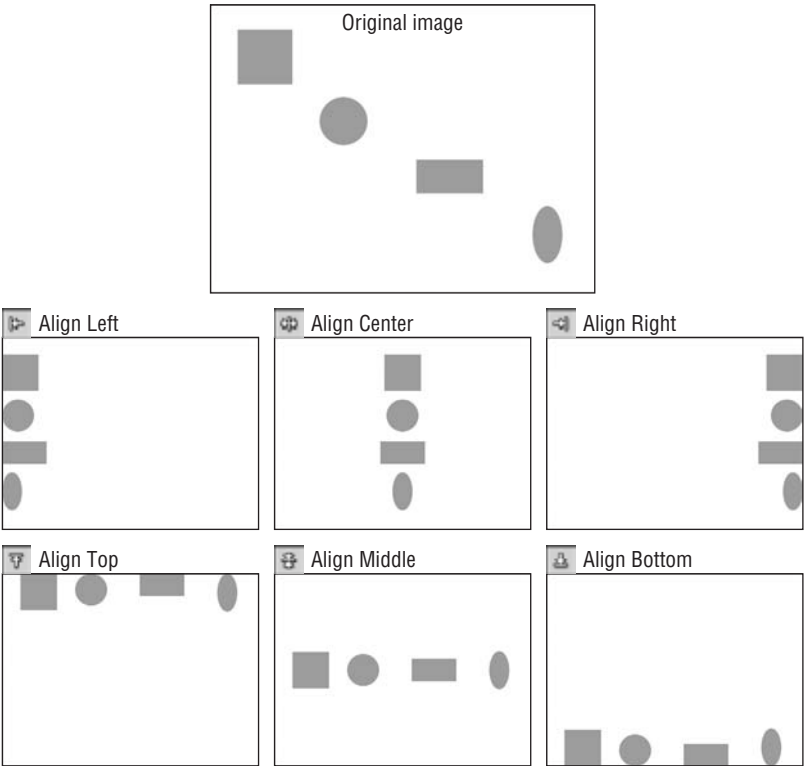 Original image
Align Left
Align Center
Align Right
Align Top
Align Middle
Align Bottom